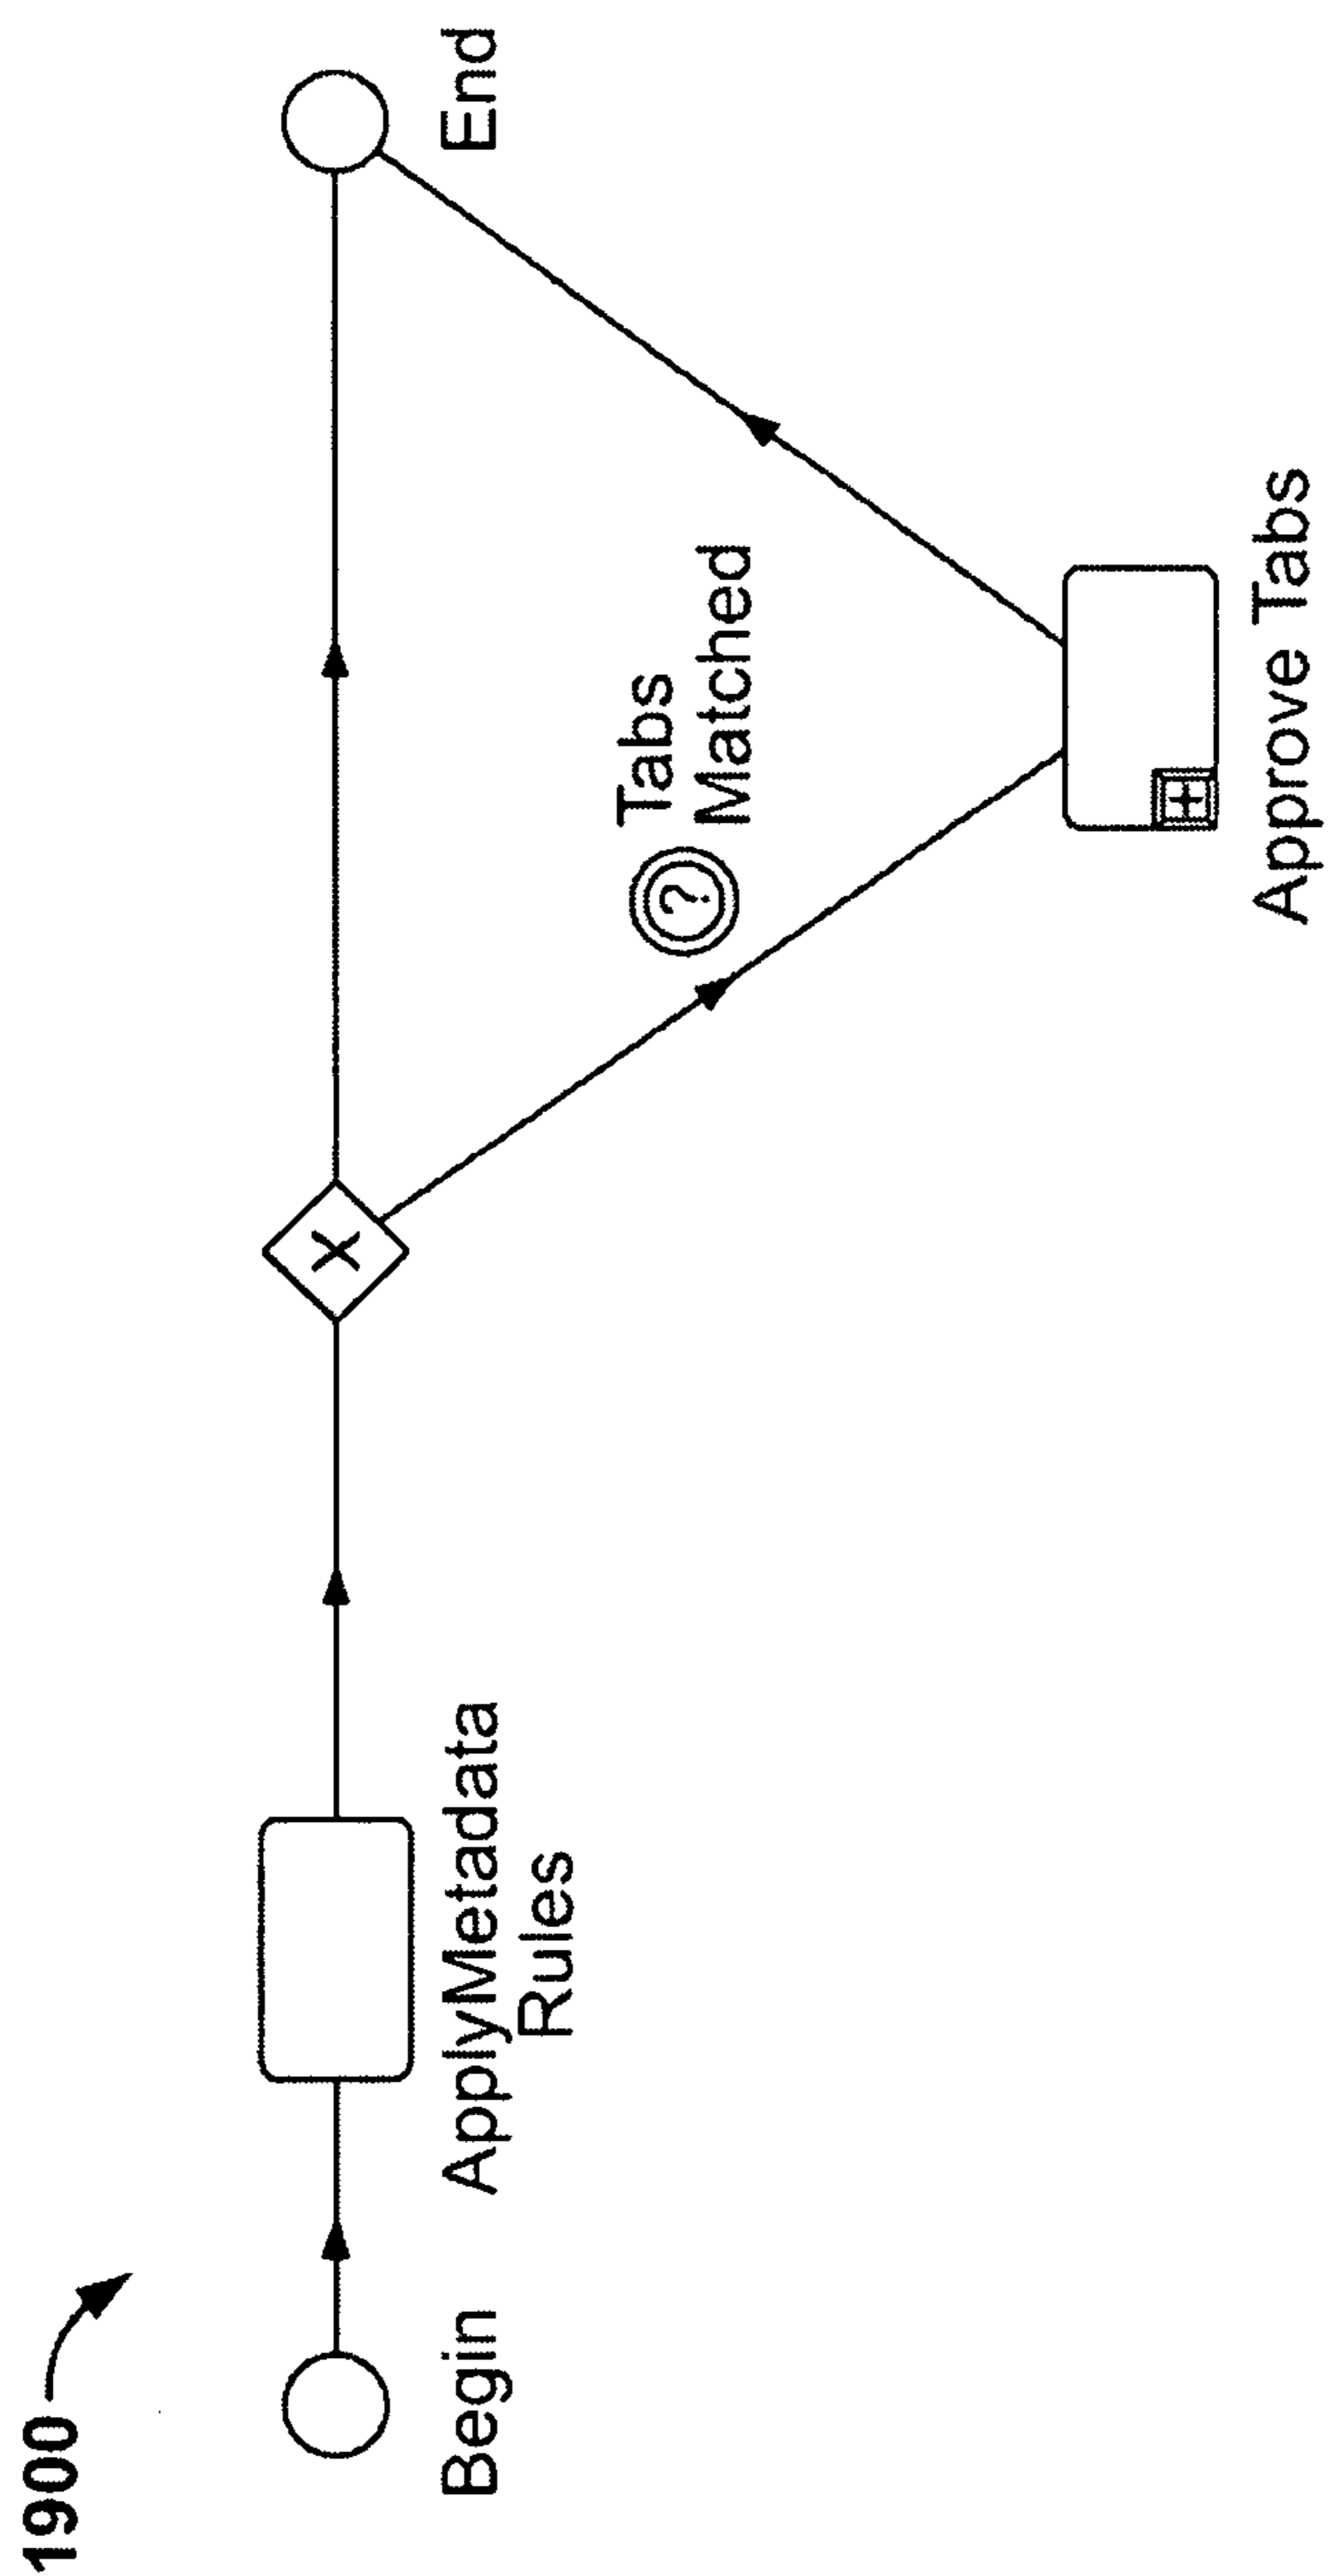 1900
Begin
ApplyMetadata
Rules
X
?
Tabs
Matched
+
Approve Tabs
End